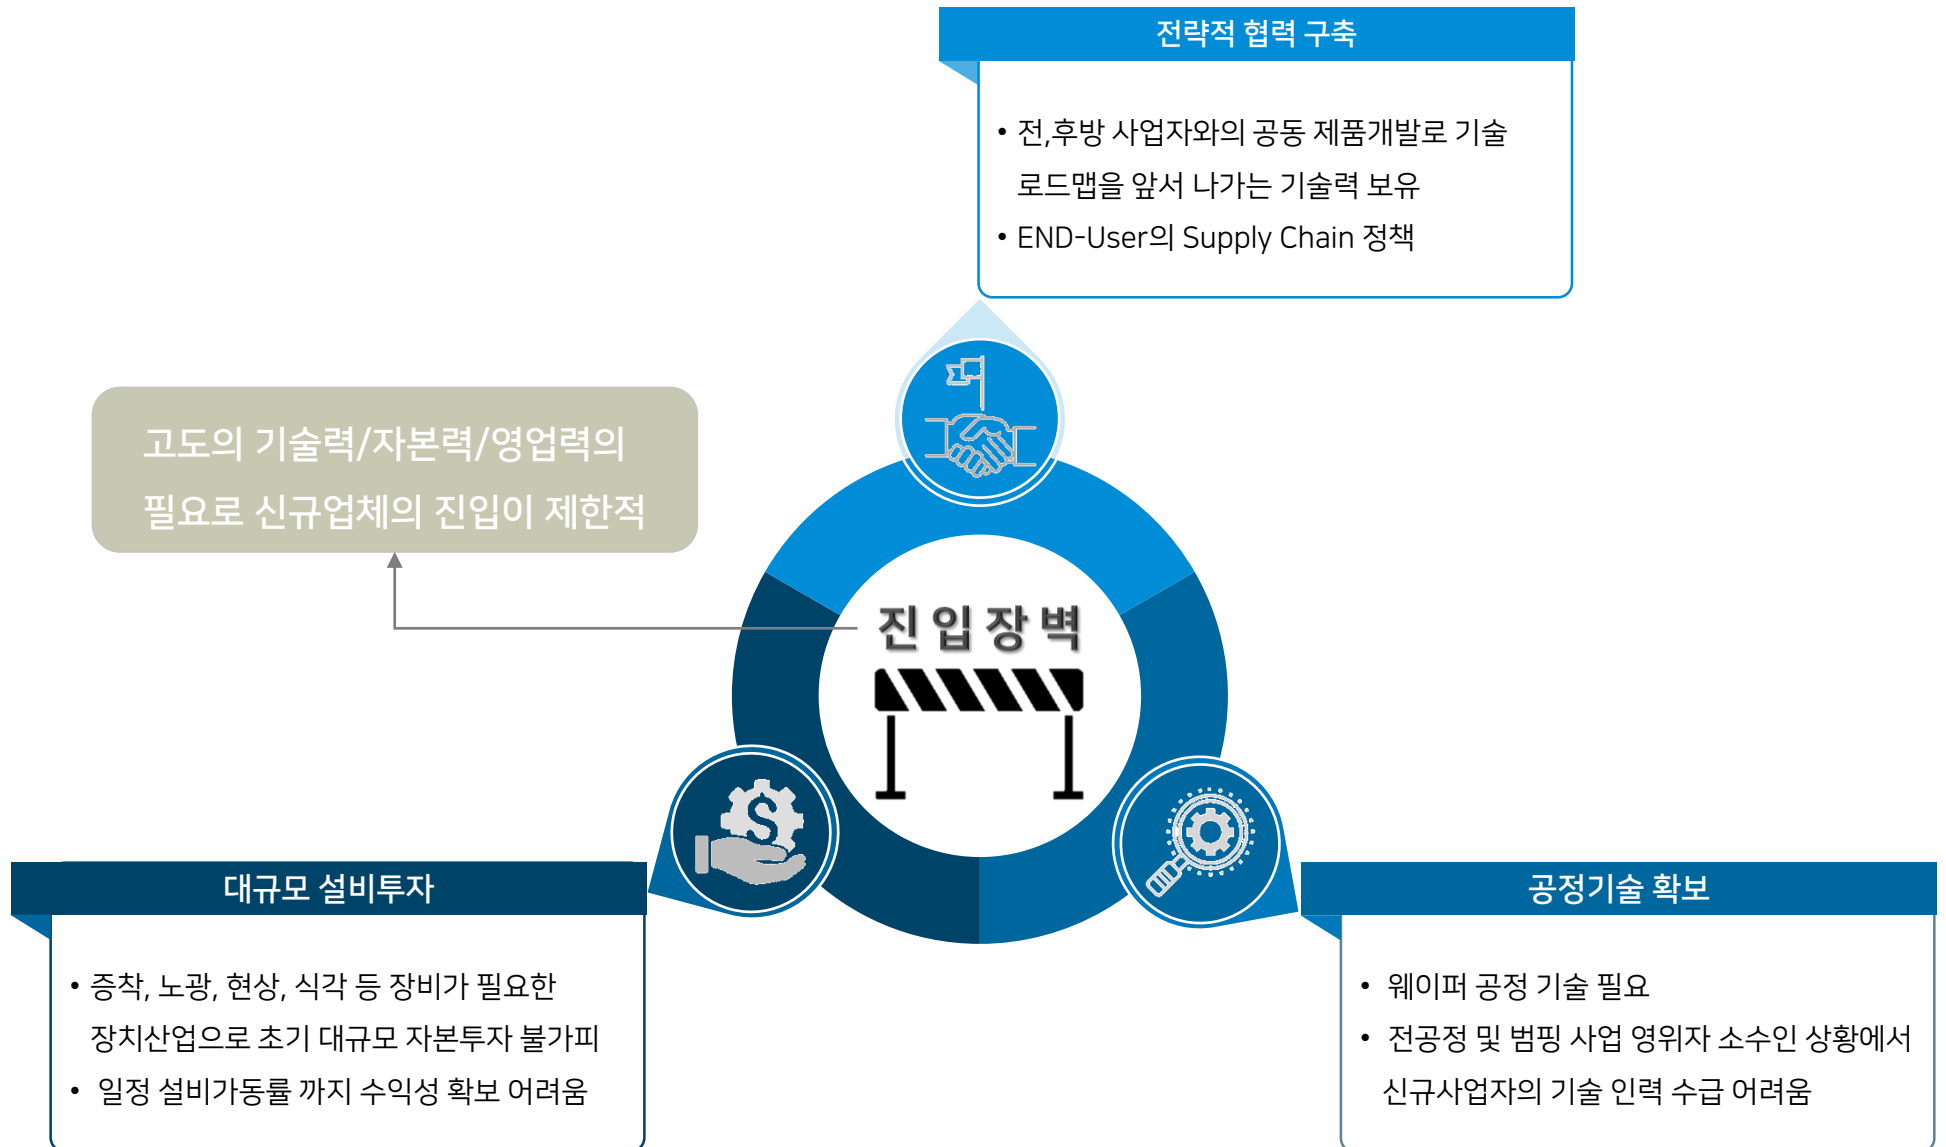 전략적 협력 구축
• 전,후방 사업자와의 공동 제품개발로 기술
로드맵을 앞서 나가는 기술력 보유
• END-User의 Supply Chain 정책
고도의 기술력/자본력/영업력의
필요로 신규업체의 진입이 제한적
진입장벽
대규모 설비투자
• 증착, 노광, 현상, 식각 등 장비가 필요한
장치산업으로 초기 대규모 자본투자 불가피
• 일정 설비가동률 까지 수익성 확보 어려움
공정기술 확보
• 웨이퍼 공정 기술 필요
• 전공정 및 범핑 사업 영위자 소수인 상황에서
신규사업자의 기술 인력 수급 어려움